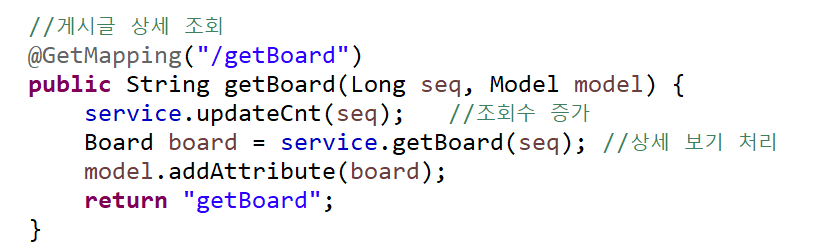 //게시글 상세 조회
@GetMapping("/getBoard")
public String getBoard(Long seq, Model model) {
    service.updateCnt(seq);   //조회수 증가
    Board board = service.getBoard(seq); //상세 보기 처리
    model.addAttribute(board);
    return "getBoard";
}